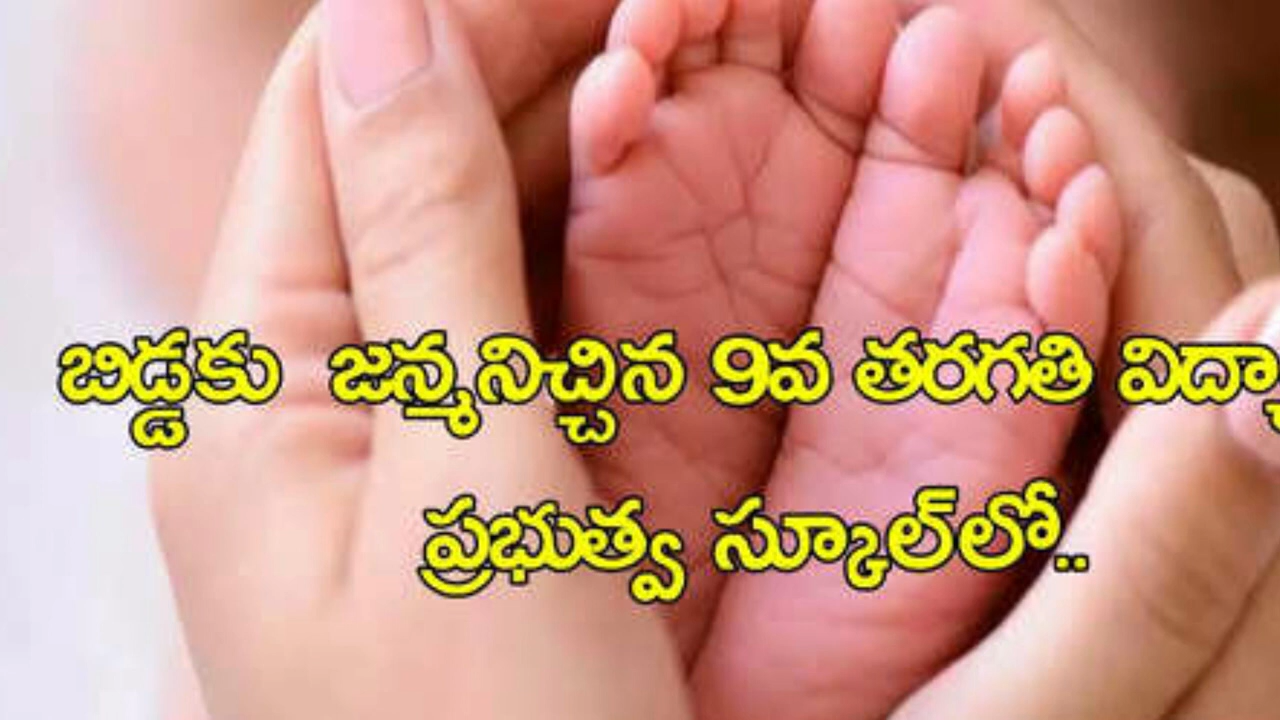 బిడ్డకు జన్మనిచ్చిన 9వ తరగతి
ప్రభుత్వ స్కూల్‌లో..